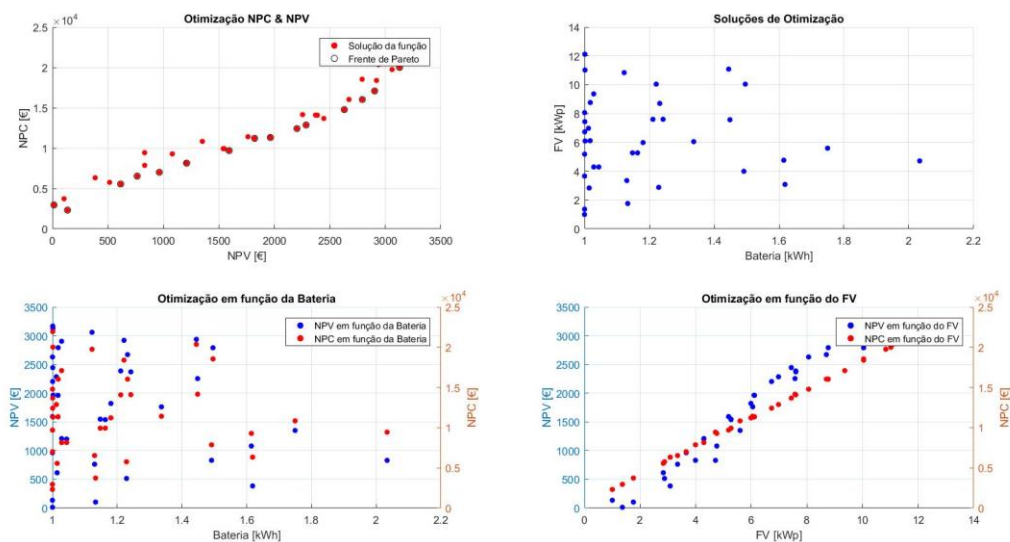 Otimização NPC & NPV
×10⁴
2.5
2
1.5
1
0.5
0
NPC [€]
Solução da função
Frente de Pareto
0 500 1000 1500 2000 2500 3000 3500
NPV [€]
Soluções de Otimização
14
12
10
8
6
4
2
0
FV [kWp]
1 1.2 1.4 1.6 1.8 2 2.2
Bateria [kWh]
Otimização em função da Bateria
3500
3000
2500
2000
1500
1000
500
0
NPV [€]
NPV em função da Bateria
NPC em função da Bateria
×10⁴
2.5
2
1.5
1
0.5
0
NPC [€]
1 1.2 1.4 1.6 1.8 2 2.2
Bateria [kWh]
Otimização em função do FV
3500
3000
2500
2000
1500
1000
500
0
NPV [€]
NPV em função do FV
NPC em função do FV
×10⁴
2.5
2
1.5
1
0.5
0
NPC [€]
0 2 4 6 8 10 12 14
FV [kWp]